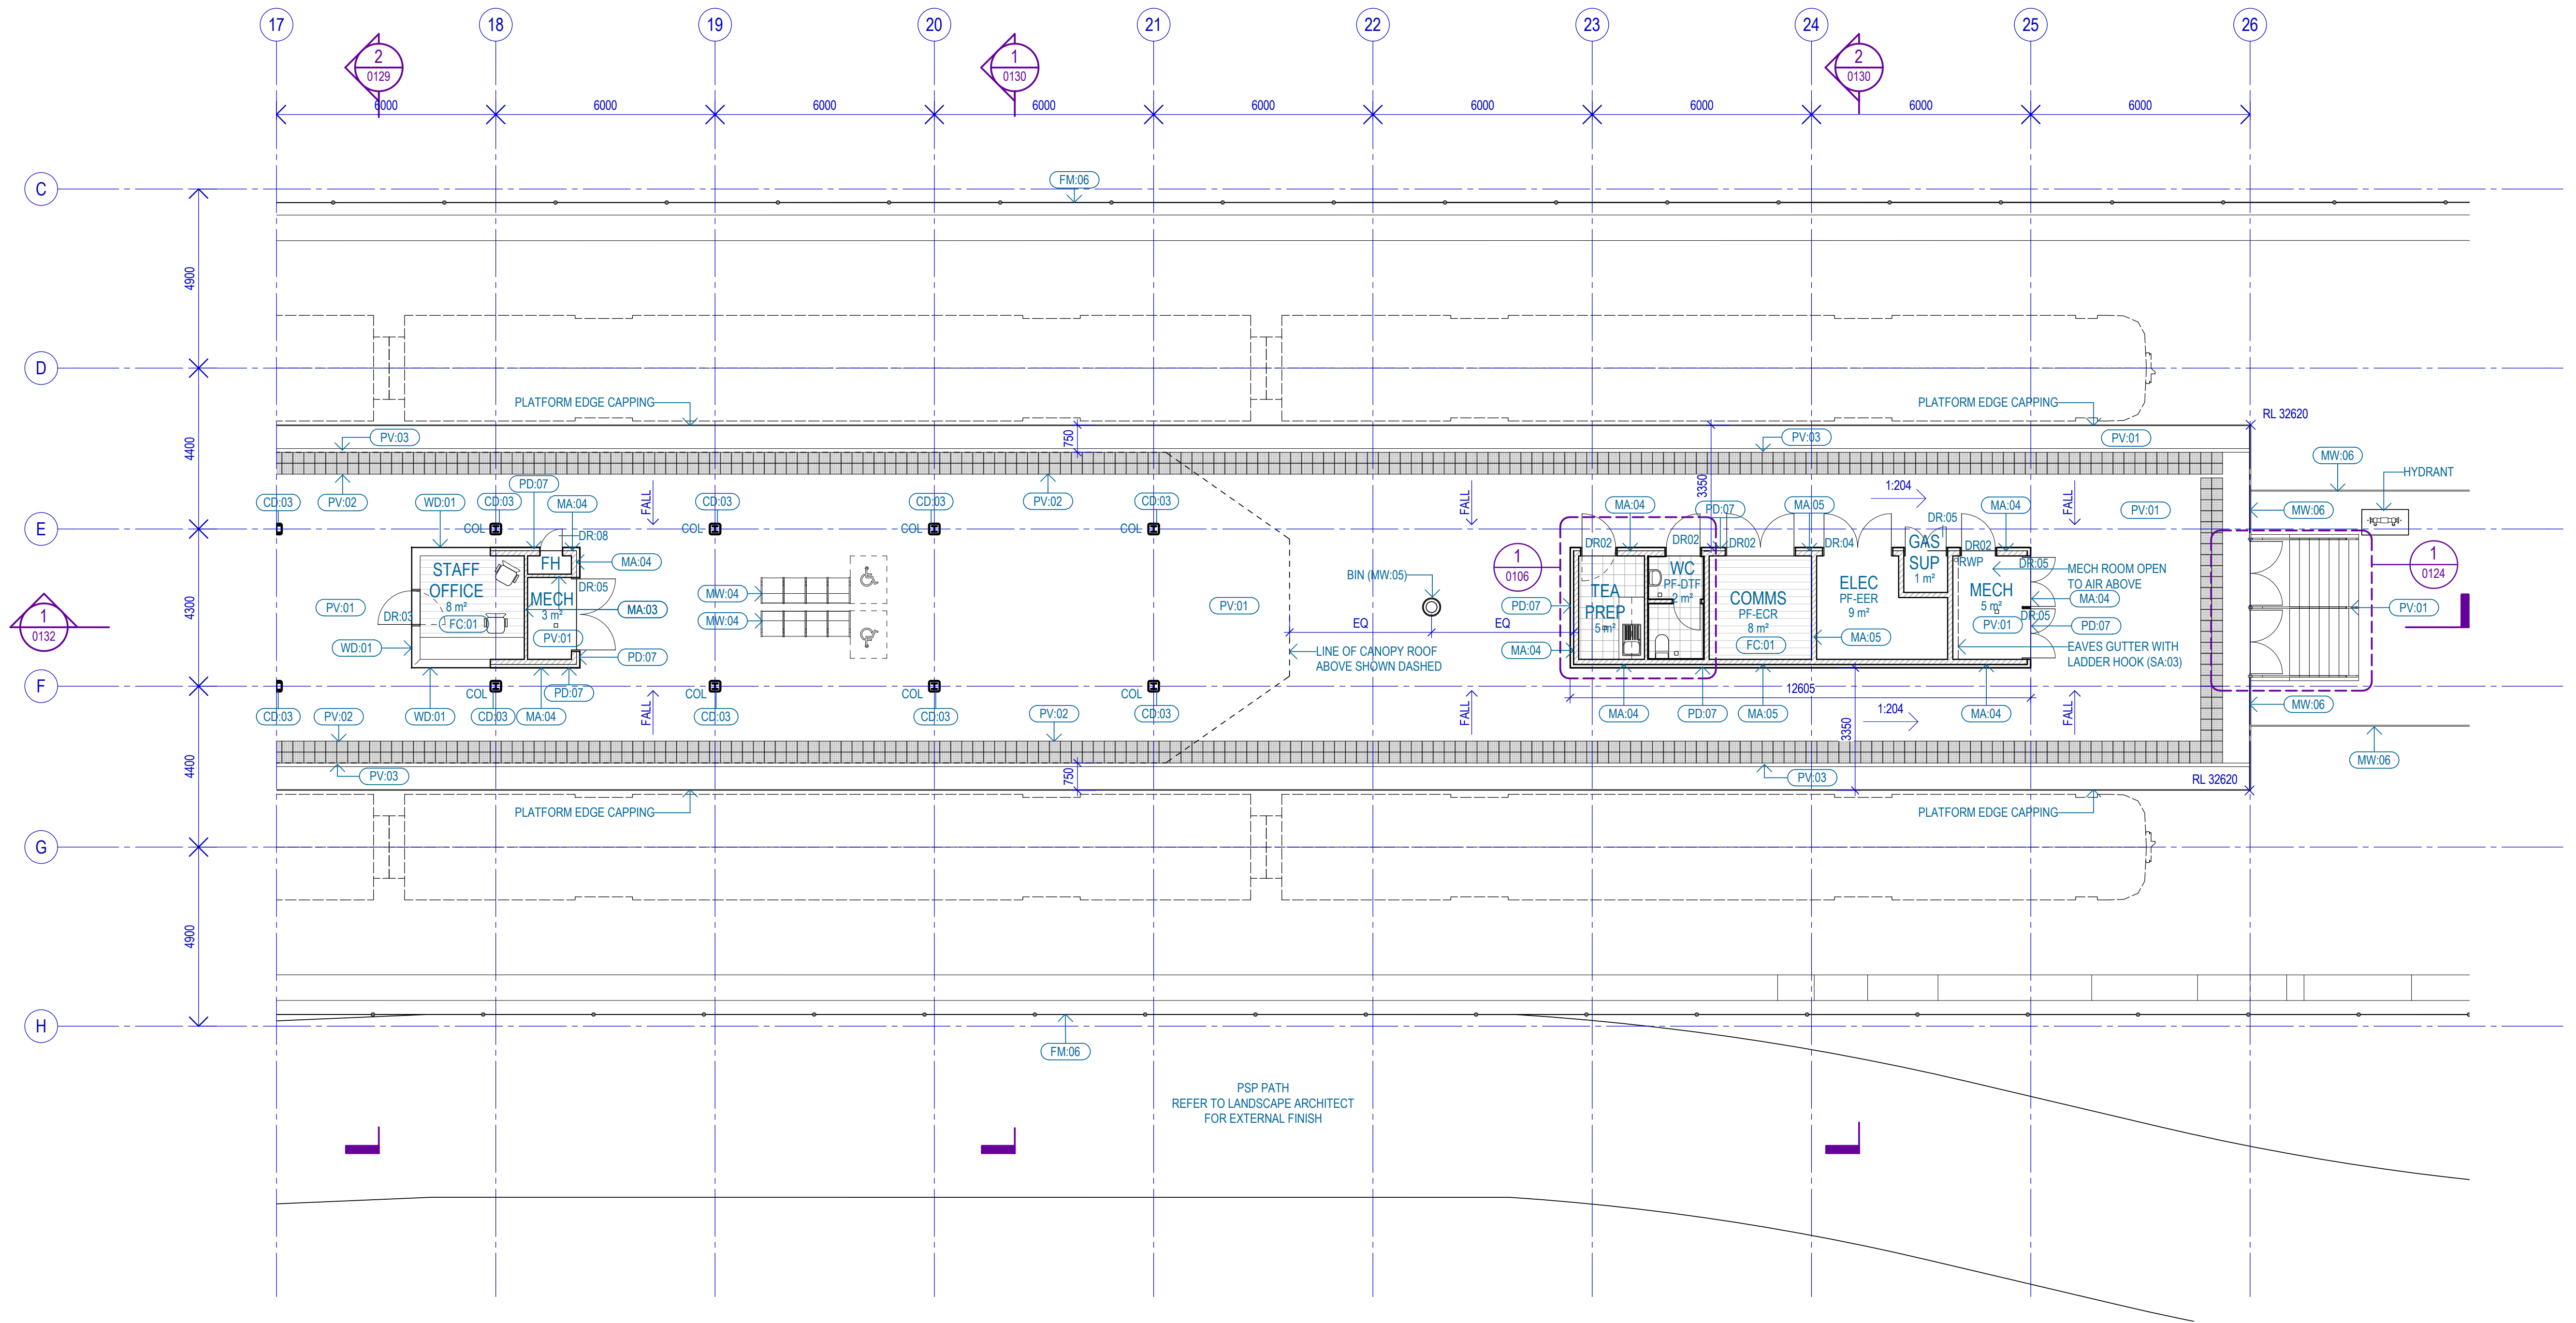 17
18
19
20
21
22
23
24
25
26
2
0129
1
0130
2
0130
6000
6000
6000
6000
6000
6000
6000
6000
6000
C
FM:06
4900
D
PLATFORM EDGE CAPPING
PLATFORM EDGE CAPPING
RL 32620
PV:03
750
PV:03
PV:01
4400
MW:06
HYDRANT
PD:07
3350
1:204
CD:03
PV:02
WD:01
CD:03
MA:04
FALL
CD:03
CD:03
PV:02
CD:03
FALL
MA:04
PD:07
MA:05
MA:04
FALL
PV:01
MW:06
E
COL
COL
COL
COL
DR:08
DR02
DR02
DR02
DR:04
DR:05
DR02
FH
MA:04
GAS
SUP
1 m²
RWP
DR:05
MECH ROOM OPEN
TO AIR ABOVE
1
0124
STAFF
OFFICE
8 m²
FC:01
DR:05
MECH
3 m²
PV:01
MA:03
MW:04
MW:04
BIN (MW:05)
1
0106
TEA
PREP
5 m²
WC
PF-DTF
2 m²
COMMS
PF-ECR
8 m²
FC:01
ELEC
PF-EER
9 m²
MECH
5 m²
PV:01
MA:04
DR:05
PD:07
PV:01
1
0132
4300
PV:01
DR:03
PV:01
PD:07
EQ
EQ
MA:05
WD:01
PD:07
MA:04
LINE OF CANOPY ROOF
ABOVE SHOWN DASHED
EAVES GUTTER WITH
LADDER HOOK (SA:03)
F
COL
PD:07
COL
COL
COL
12605
CD:03
PV:02
WD:01
CD:03
MA:04
FALL
CD:03
CD:03
PV:02
CD:03
FALL
MA:04
PD:07
MA:05
3350
1:204
MA:04
FALL
MW:06
4400
PV:03
750
PV:03
RL 32620
MW:06
PLATFORM EDGE CAPPING
PLATFORM EDGE CAPPING
G
4900
H
FM:06
PSP PATH
REFER TO LANDSCAPE ARCHITECT
FOR EXTERNAL FINISH